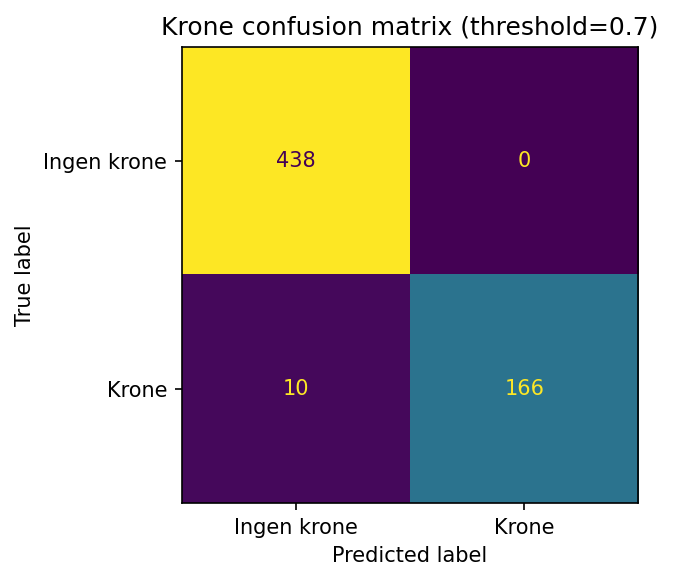 Krone confusion matrix (threshold=0.7)
Ingen krone
438
0
True label
Krone
10
166
Ingen krone
Krone
Predicted label